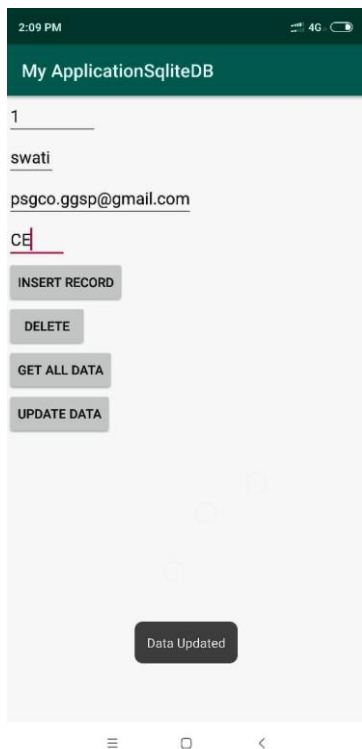 2:09 PM 4G
My ApplicationSqliteDB
1
swati
psgco.ggsp@gmail.com
CE
INSERT RECORD
DELETE
GET ALL DATA
UPDATE DATA
Data Updated